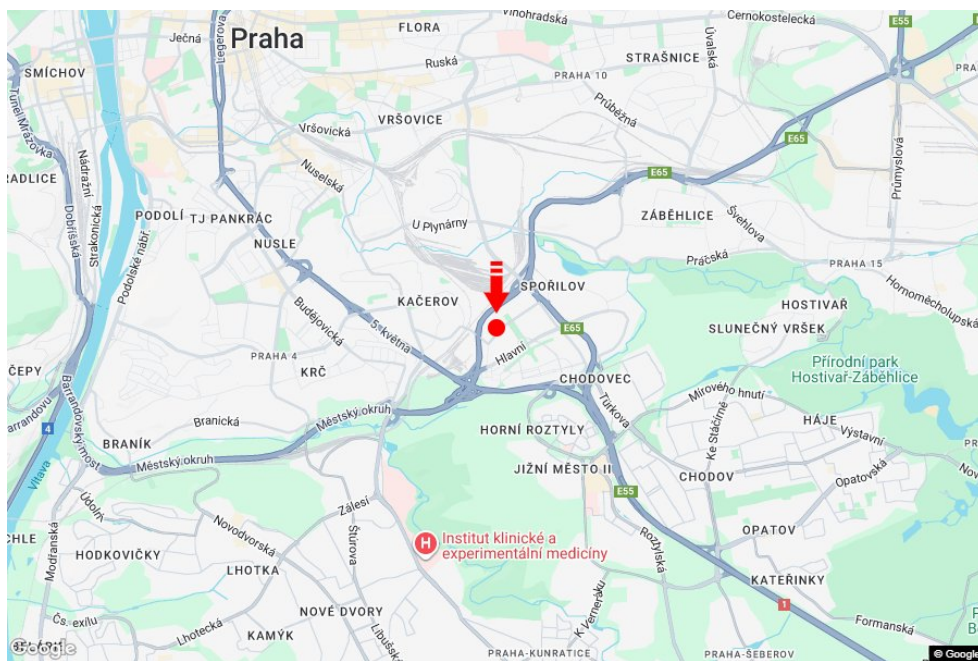 Ječná
Legerova
Praha
FLORA
Vinohradská
Černokostelecká
E55
Úvalská
Ruská
STRAŠNICE
PRAHA 10
SMÍCHOV
Tunel Mrázovka
Nádražní
VRŠOVICE
Vršovická
Průběžná
E65
Průmyslová
RADLICE
Strakonická
Dobříšská
Nuselská
E65
PODOLÍ
TJ PANKRÁC
Podolské nábř.
NUSLE
U Plynárny
ZÁBĚHLICE
Švehlova
Práčská
PRAHA 15
Hornoměcholupská
KAČEROV
SPOŘILOV
HOSTIVAŘ
SLUNEČNÝ VRŠEK
Budějovická
5. května
E65
Hlavní
PRAHA 4
KRČ
Přírodní park
Hostivař-Záběhlice
CHODOVEC
Mírového hnutí
Türkova
Barrandovský most
4
Branická
Městský okruh
BRANÍK
Městský okruh
HORNÍ ROZTYLY
Ke Stáčírně
HÁJE
Výstavní
JIŽNÍ MĚSTO II
CHODOV
Opatovská
Vltava
Údolní
Zálesí
E55
Modřanská
Novodvorská
Štúrova
Institut klinické a
experimentální medicíny
OPATOV
Roztylská
HODKOVIČKY
LHOTKA
KATEŘINKY
K Verneráku
1
NOVÉ DVORY
Čs. exilu
Lhotecká
KAMÝK
Libušská
Formanská
PRAHA-KUNRATICE
PRAHA-ŠEBEROV
Google
© Google